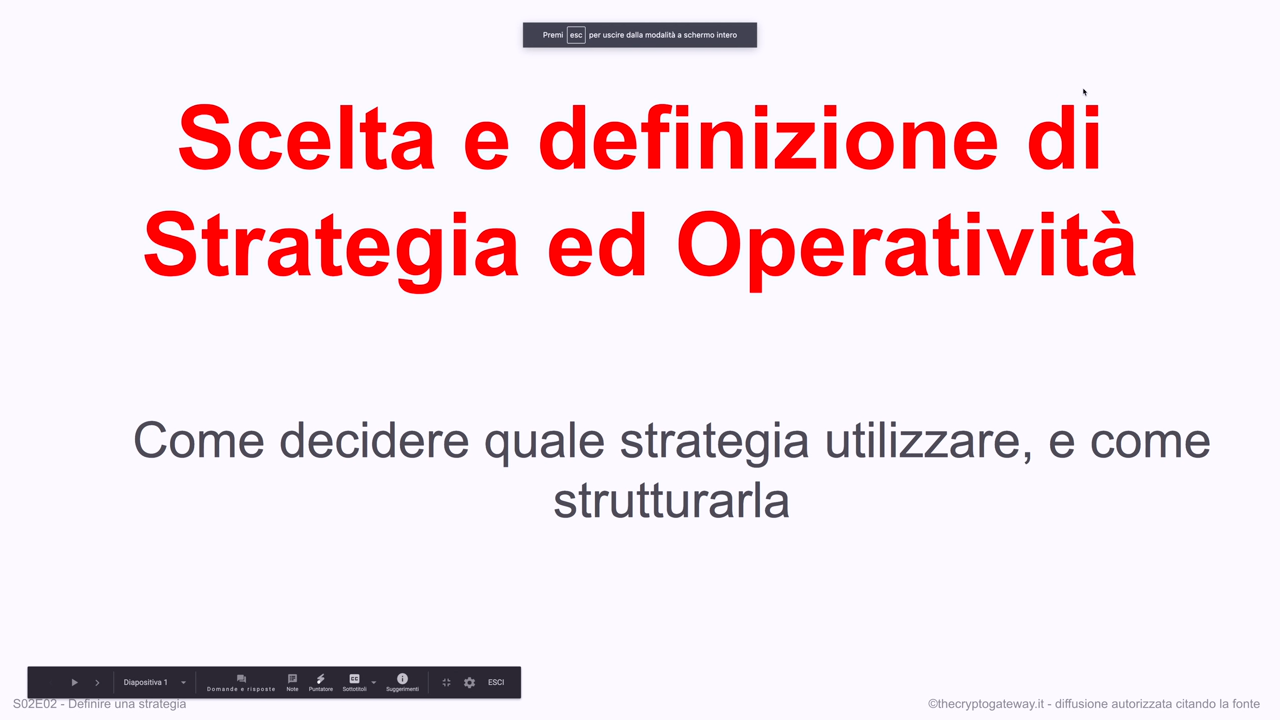 Premi esc per uscire dalla modalità a schermo intero
Scelta e definizione di
Strategia ed Operatività
Come decidere quale strategia utilizzare, e come
strutturarla
Diapositiva 1
Domande e risposte
Note
Puntatore
Sottotitoli
Suggerimenti
ESCI
S02E02 - Definire una strategia
©thecryptogateway.it - diffusione autorizzata citando la fonte